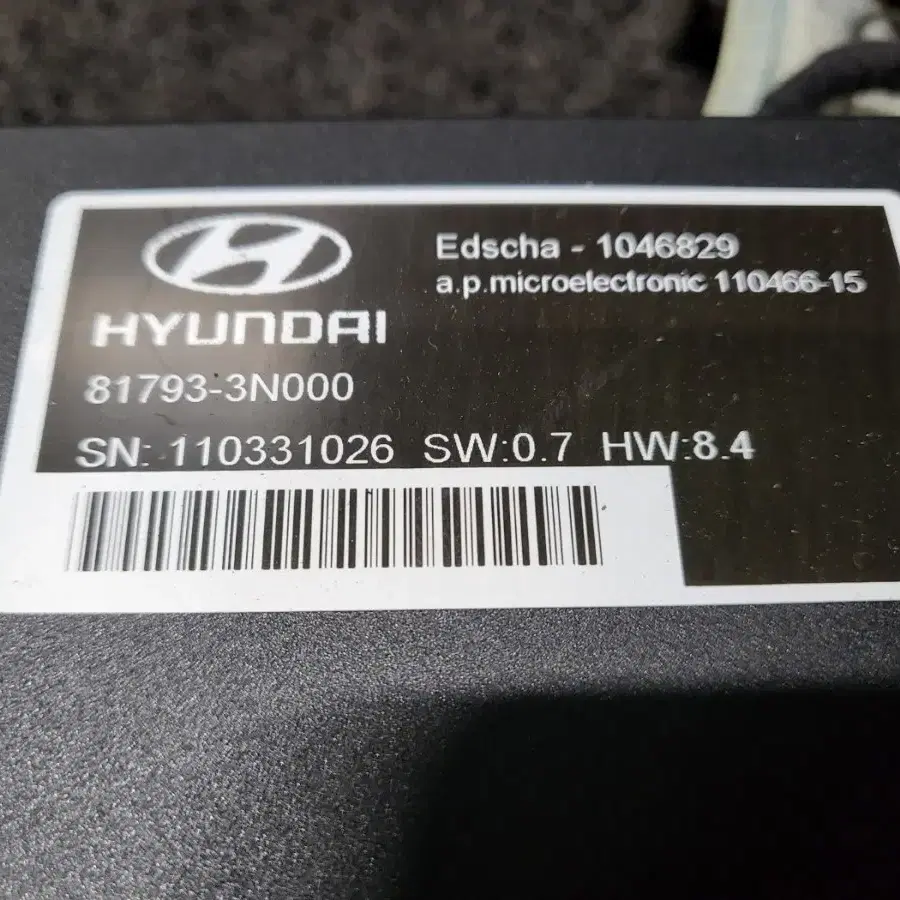 Edscha - 1046829
a.p.microelectronic 110466-15
HYUNDAI
81793-3N000
SN: 110331026 SW:0.7 HW:8.4